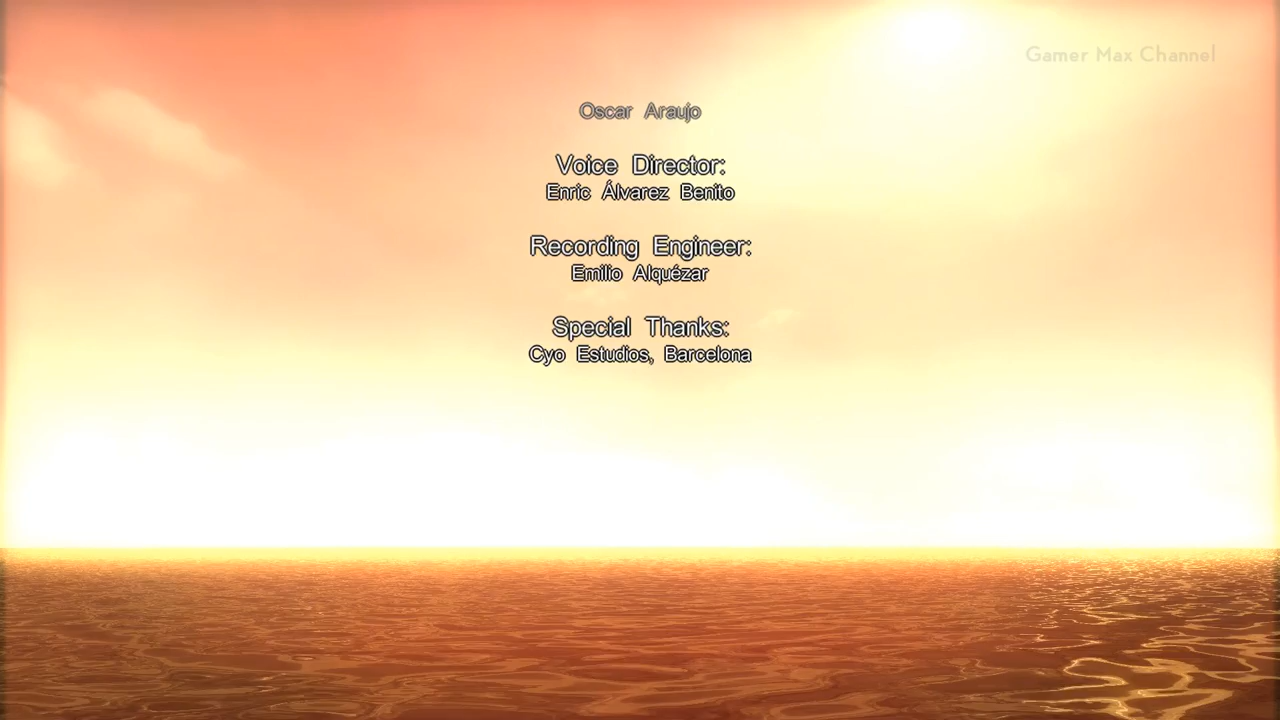 Gamer Max Channel
Oscar Araujo
Voice Director:
Enric Álvarez Benito
Recording Engineer:
Emilio Alquézar
Special Thanks:
Cyo Estudios, Barcelona